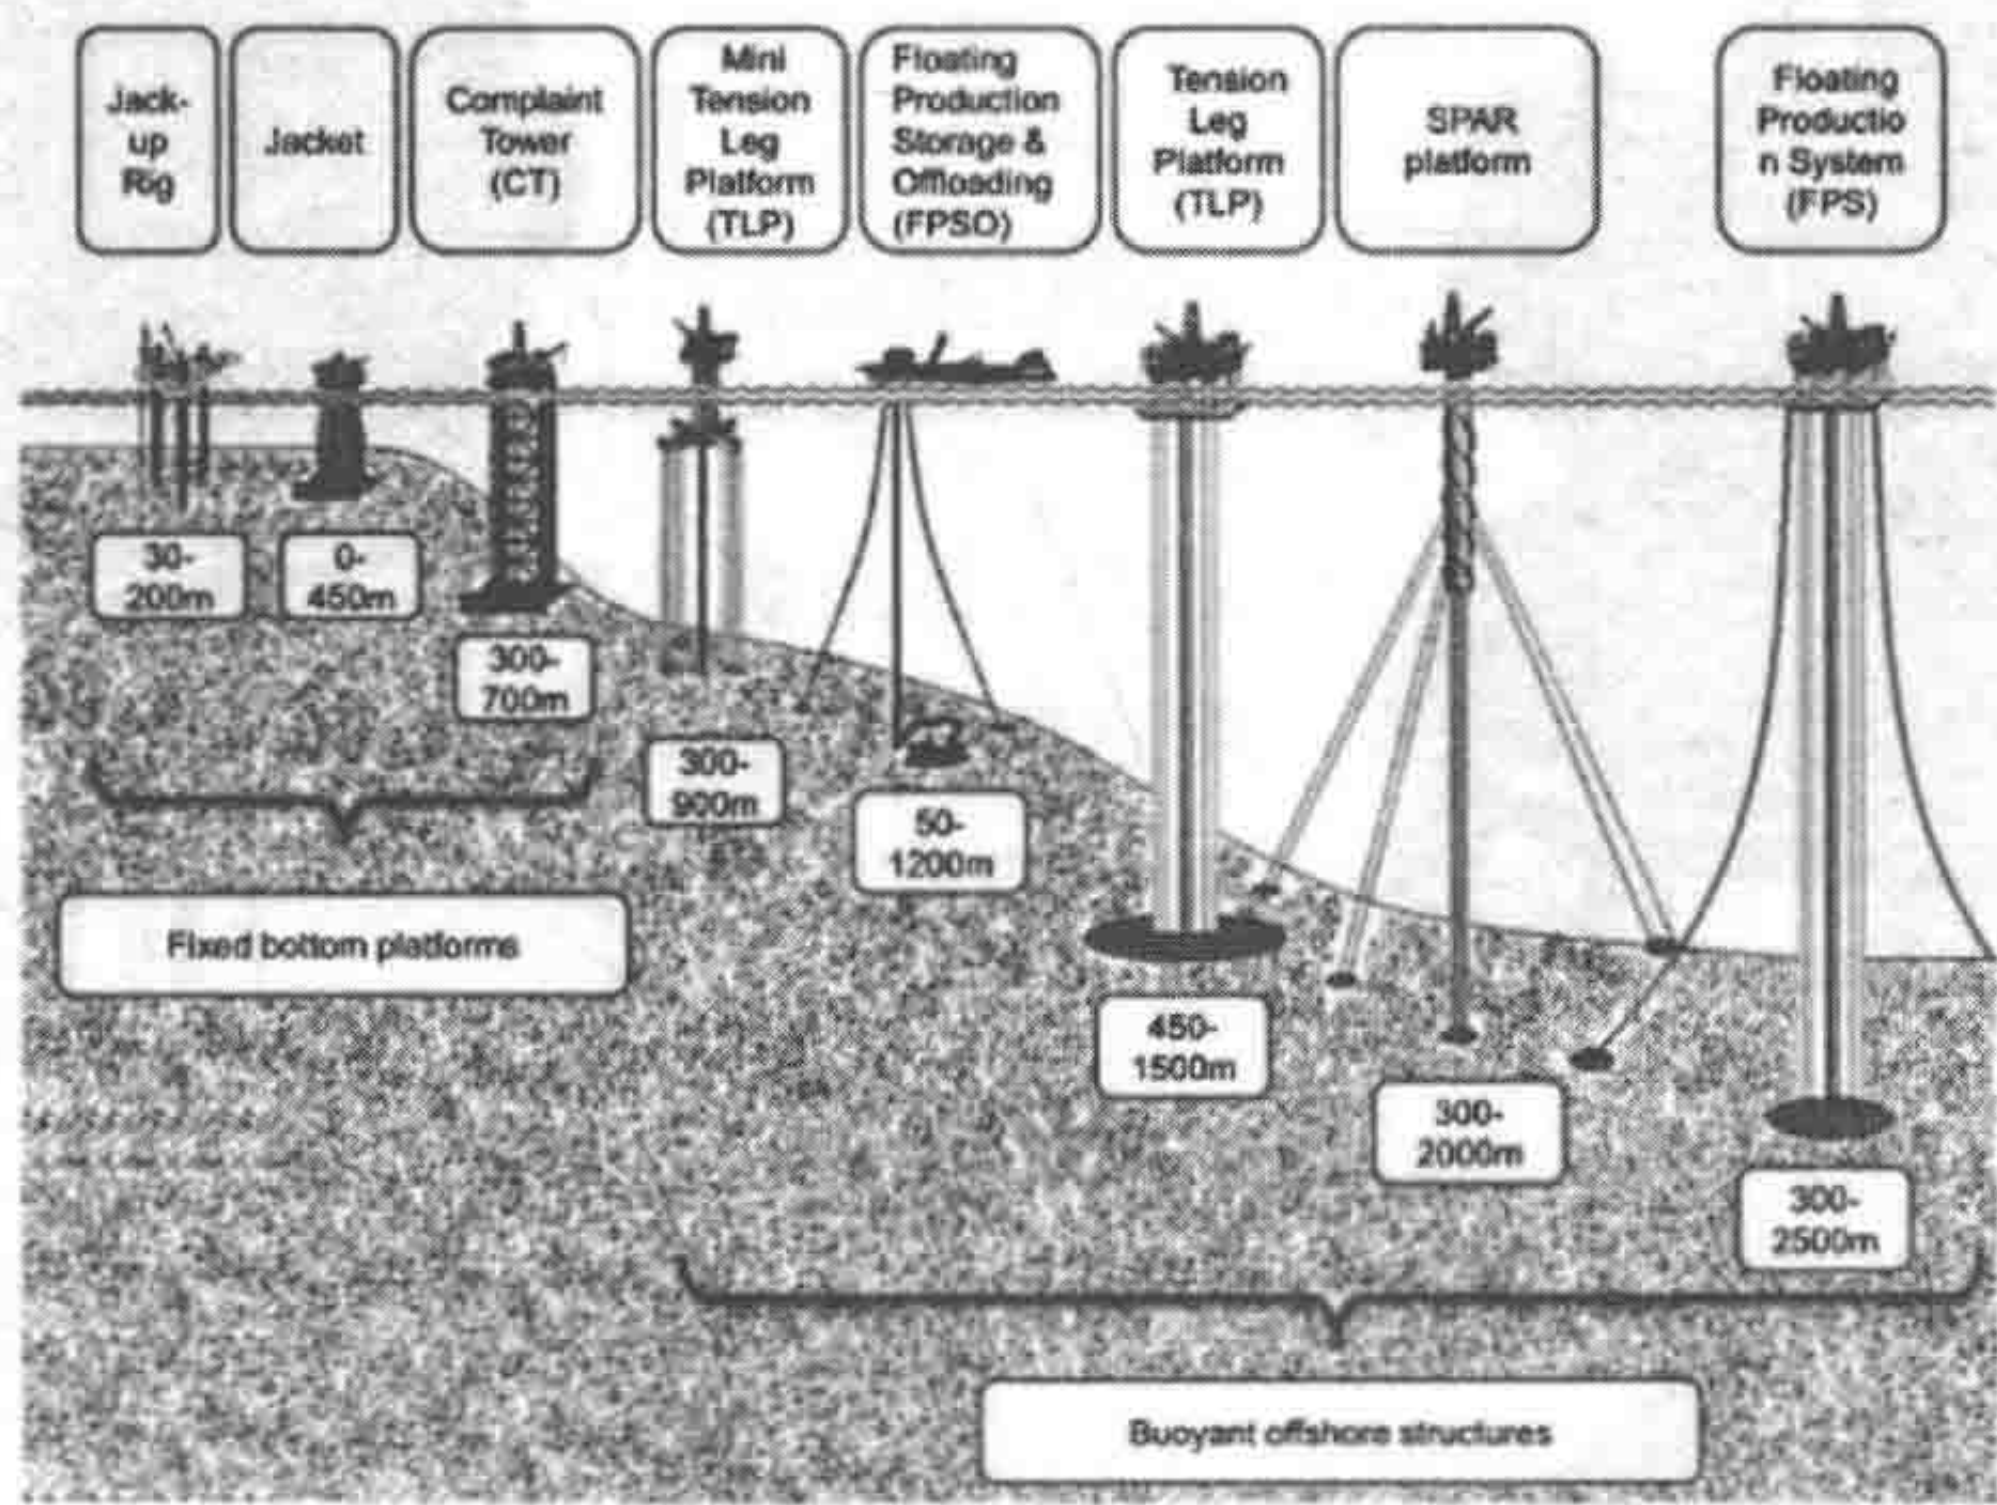 Jack-
up
Rig
Jacket
Complaint
Tower
(CT)
Mini
Tension
Leg
Platform
(TLP)
Floating
Production
Storage &
Offloading
(FPSO)
Tension
Leg
Platform
(TLP)
SPAR
platform
Floating
Productio
n System
(FPS)
30-
200m
0-
450m
300-
700m
300-
900m
50-
1200m
450-
1500m
300-
2000m
300-
2500m
Fixed bottom platforms
Buoyant offshore structures